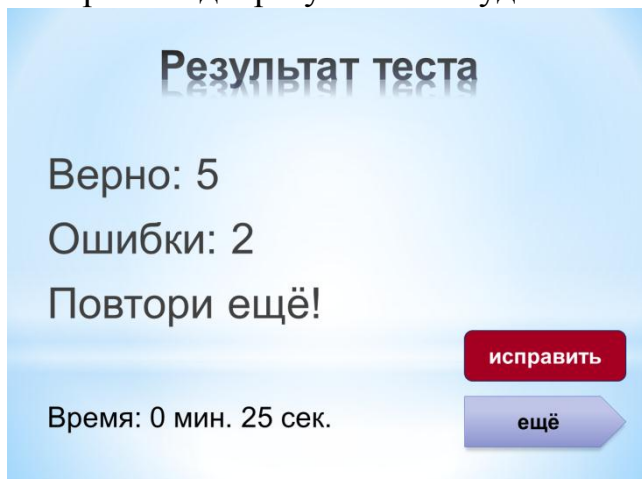 Результат теста
Верно: 5
Ошибки: 2
Повтори ещё!
исправить
Время: 0 мин. 25 сек.
ещё